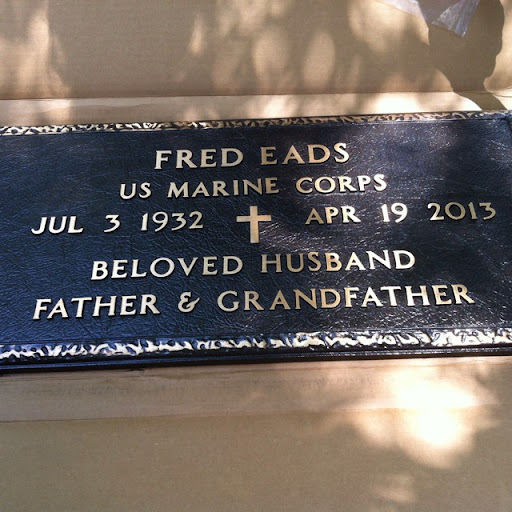 FRED EADS
US MARINE CORPS
JUL 3 1932 APR 19 2013
BELOVED HUSBAND
FATHER & GRANDFATHER